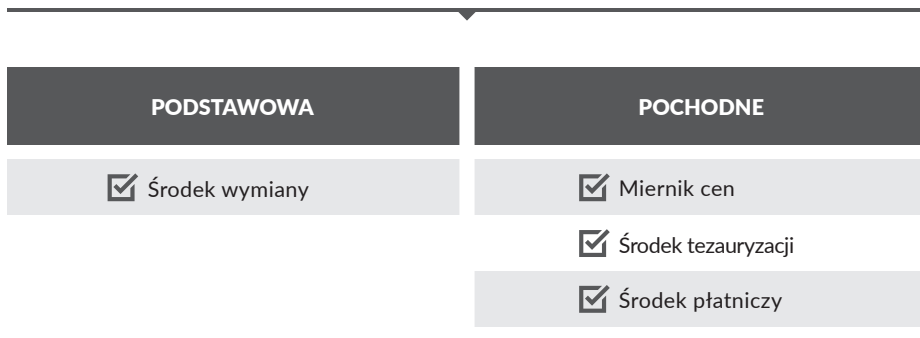 PODSTAWOWA
Środek wymiany
POCHODNE
Miernik cen
Środek tezauryzacji
Środek płatniczy